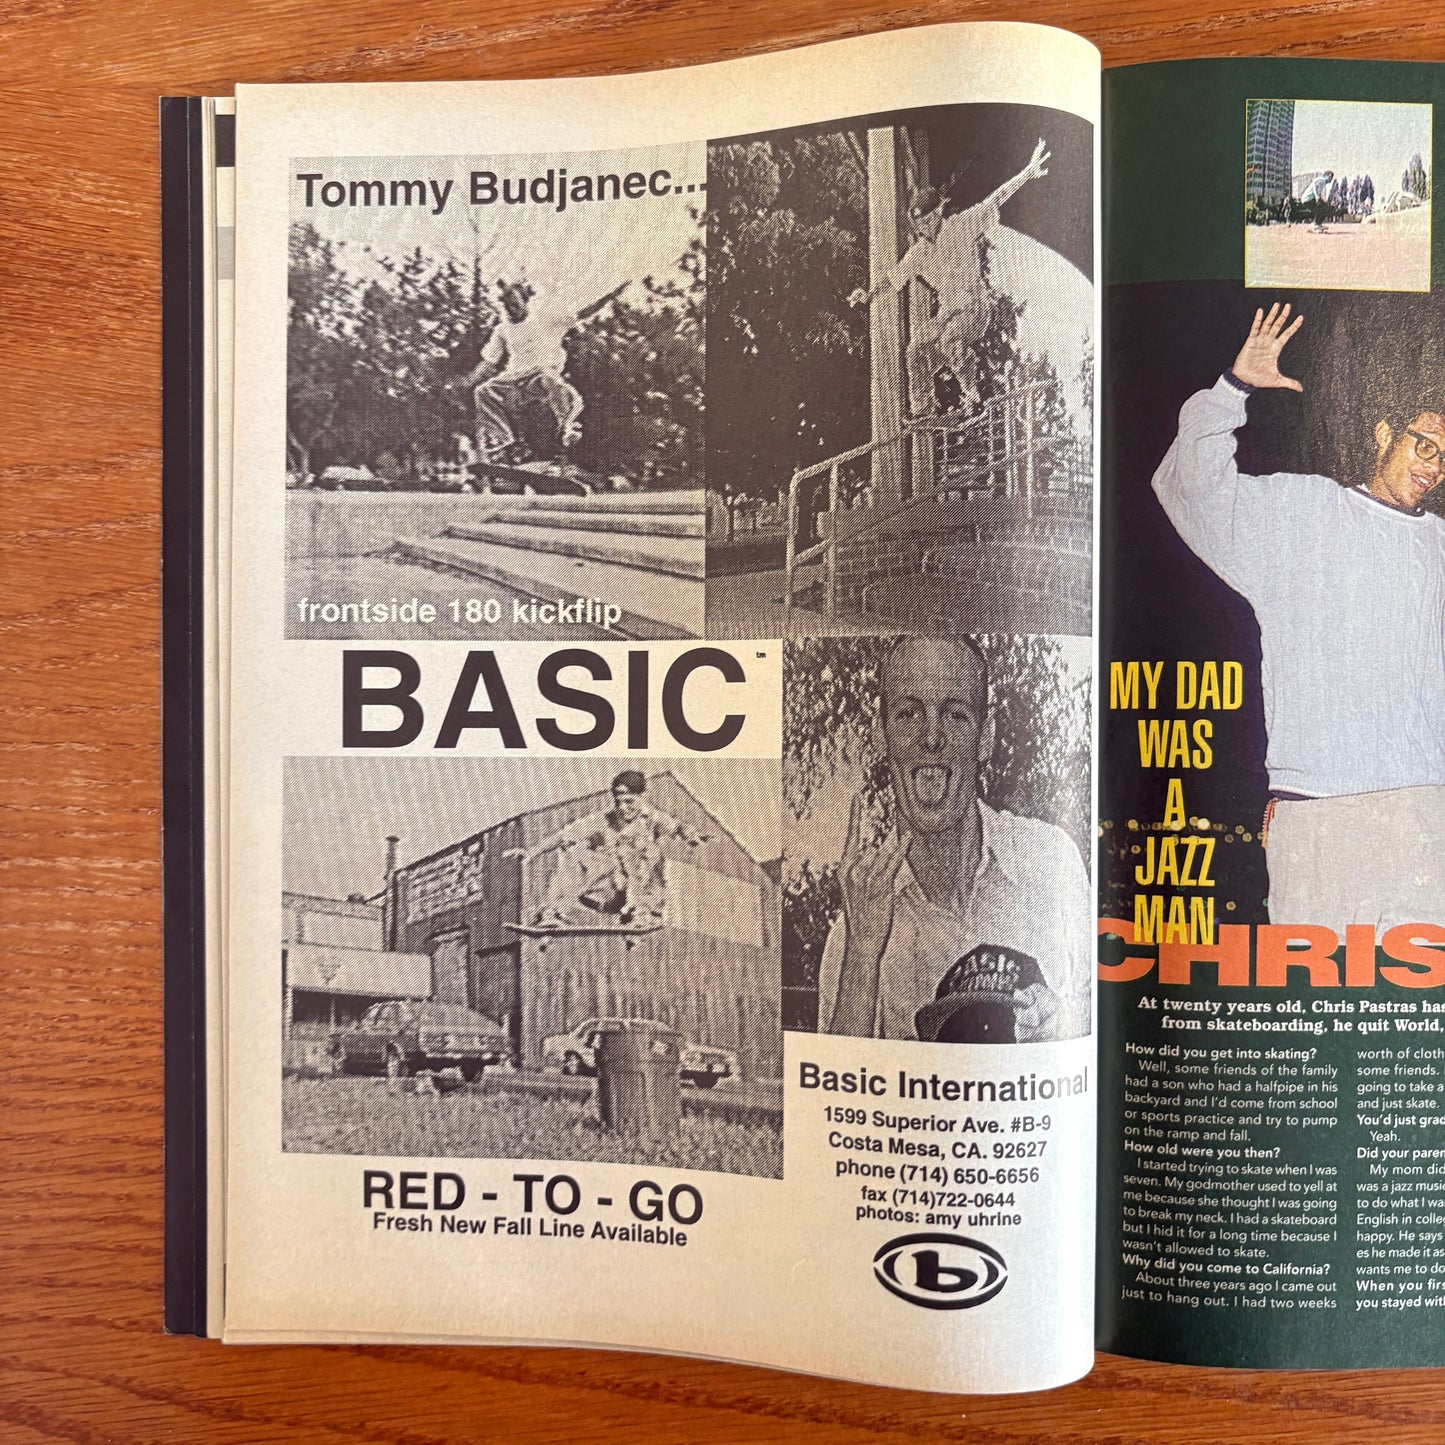 Tommy Budjanec...
frontside 180 kickflip
BASIC™
RED - TO - GO
Fresh New Fall Line Available
BASIC
Basic International
1599 Superior Ave. #B-9
Costa Mesa, CA. 92627
phone (714) 650-6656
fax (714)722-0644
photos: amy uhrine
b
MY DAD
WAS
A
JAZZ
MAN
CHRIS
At twenty years old, Chris Pastras has
from skateboarding, he quit World,
How did you get into skating?
Well, some friends of the family
had a son who had a halfpipe in his
backyard and I'd come from school
or sports practice and try to pump
on the ramp and fall.
How old were you then?
I started trying to skate when I was
seven. My godmother used to yell at
me because she thought I was going
to break my neck. I had a skateboard
but I hid it for a long time because I
wasn't allowed to skate.
Why did you come to California?
About three years ago I came out
just to hang out. I had two weeks
worth of cloth
some friends.
going to take a
and just skate.
You'd just grad
Yeah.
Did your paren
My mom did
was a jazz music
to do what I wa
English in colleg
happy. He says
es he made it as
wants me to do
When you firs
you stayed with